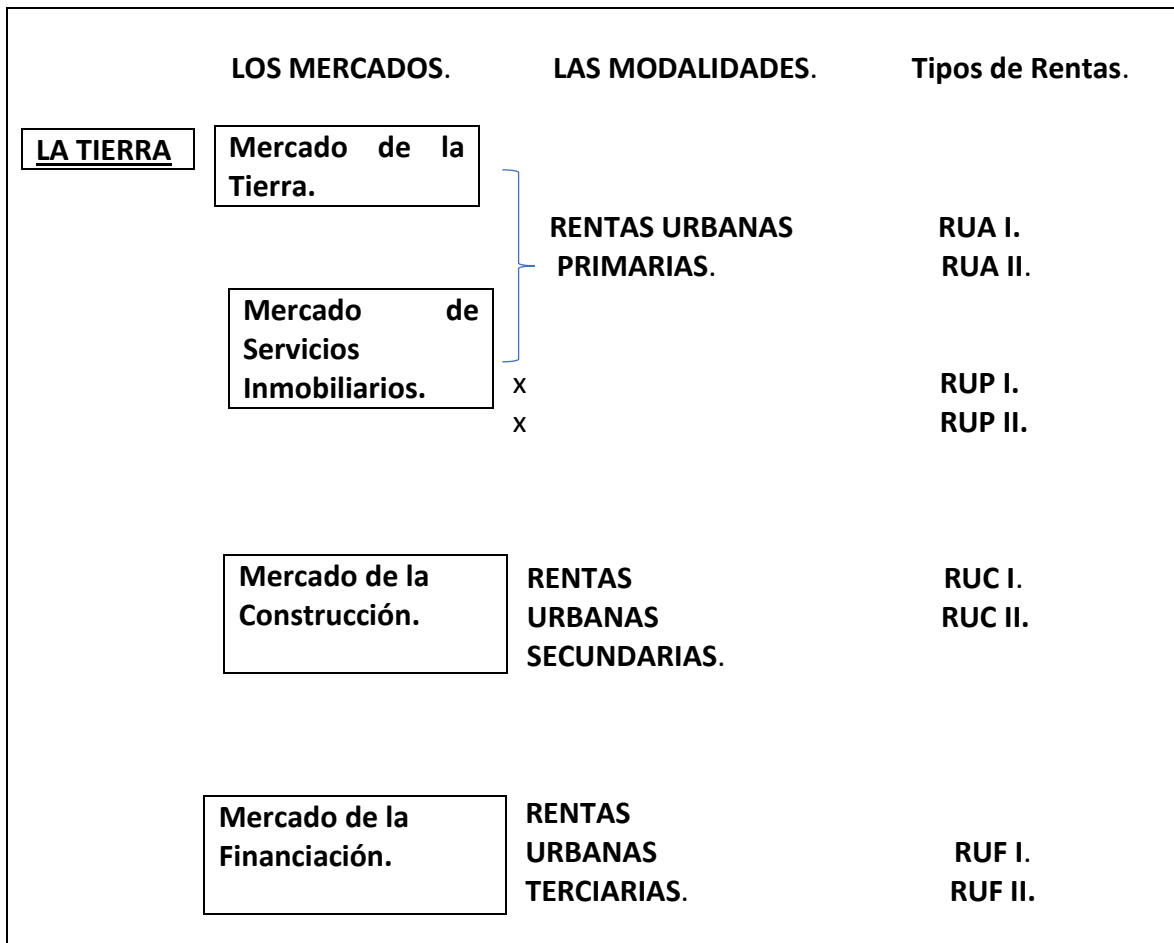 LOS MERCADOS. LAS MODALIDADES. Tipos de Rentas.
LA TIERRA
Mercado de la
Tierra.
RENTAS URBANAS RUA I.
PRIMARIAS. RUA II.
Mercado de
Servicios
Inmobiliarios.
x RUP I.
x RUP II.
Mercado de la
Construcción.
RENTAS RUC I.
URBANAS RUC II.
SECUNDARIAS.
Mercado de la
Financiación.
RENTAS
URBANAS RUF I.
TERCIARIAS. RUF II.